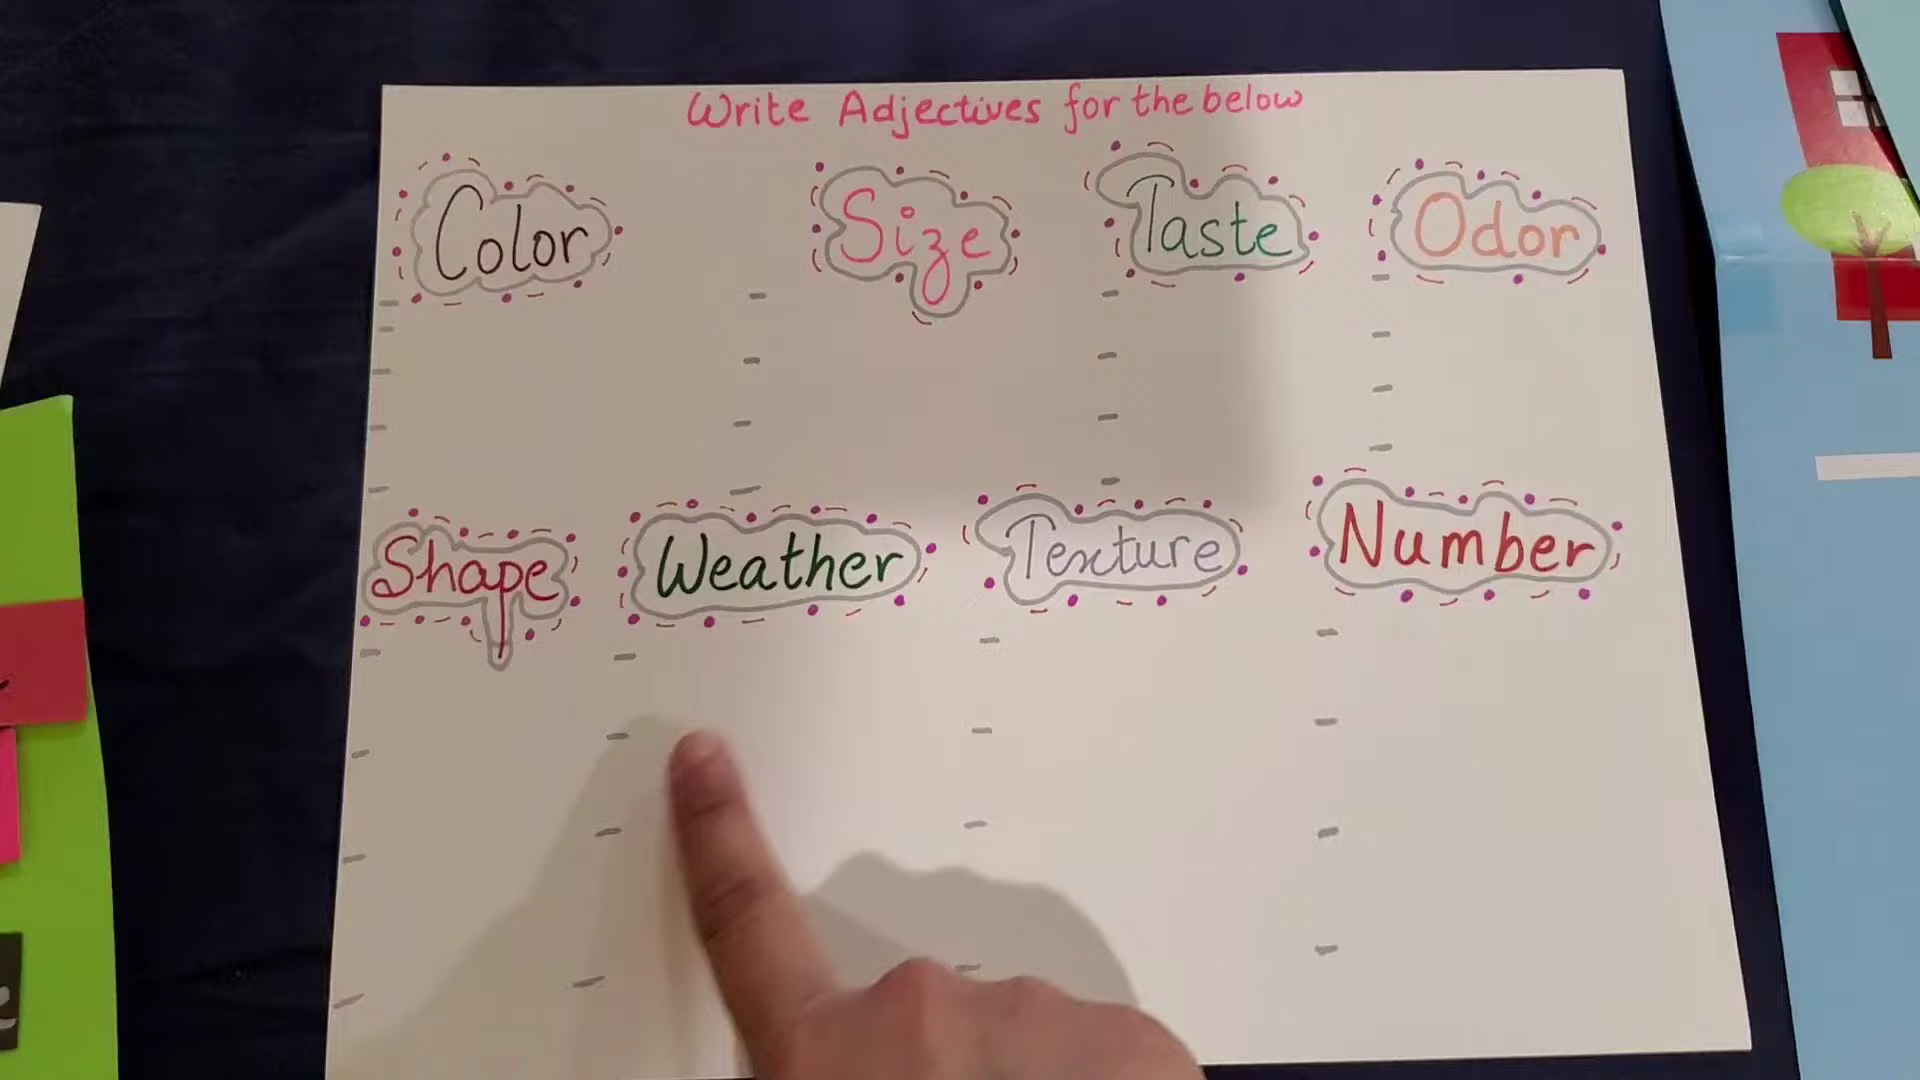 Write Adjectives for the below
Color Size Taste Odor
Shape Weather Texture Number